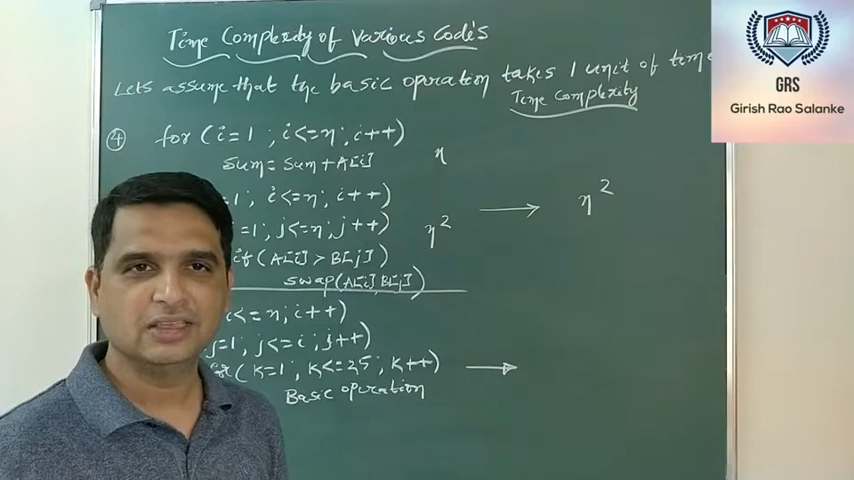 Time Complexity of Various Code's
Lets assume that the basic operation takes 1 unit of time
Time Complexity
GRS
Girish Rao Salanke
④ for (i=1 ; i<=n ; i++)
sum = sum + A[i] n
=1; i<=n; i++)
=1; j<=n; j++) n² → n²
if (A[i] > B[j])
swap(A[i] B[j])
i<=n; i++)
j=1; j<=i ; j++)
for( k=1; k<=25; k++) →
Basic operation